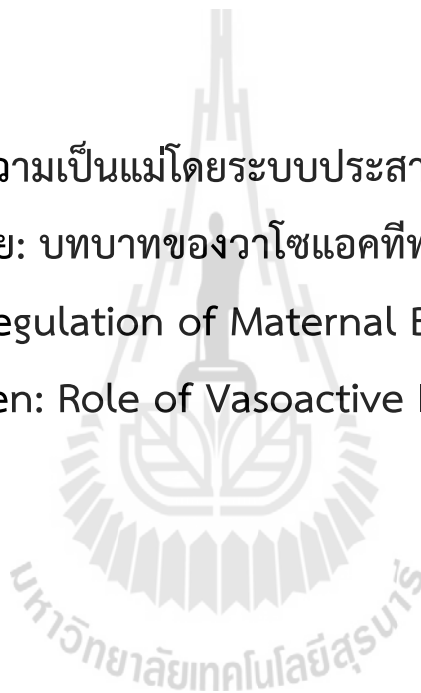 วามเป็นแม่โดยระบบประสา
ย: บทบาทของวาโซแอคทีฟ
egulation of Maternal
en: Role of Vasoactive
มหาวิทยาลัยเทคโนโลยีสุรนารี